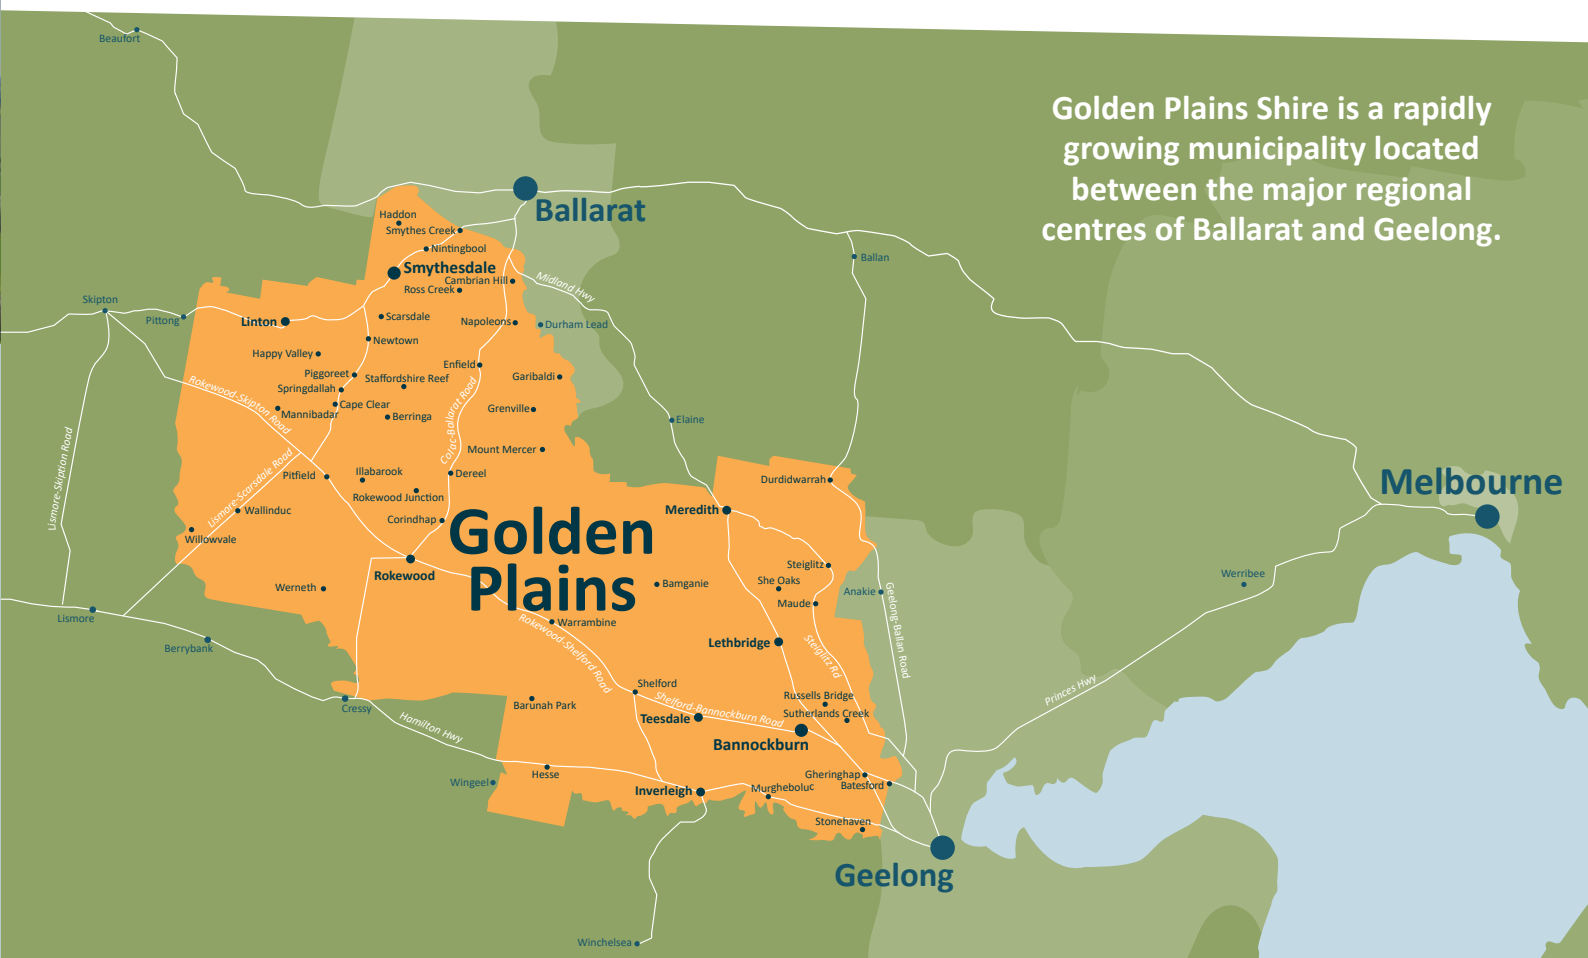 Beaufort
Golden Plains Shire is a rapidly
growing municipality located
between the major regional
centres of Ballarat and Geelong.
Ballarat
Haddon
Smythes Creek
Nintingbool
Smythesdale
Cambrian Hill
Ross Creek
Midland Hwy
Ballan
Skipton
Pittong
Linton
Scarsdale
Napoleons
Durham Lead
Newtown
Happy Valley
Enfield
Piggoreet
Staffordshire Reef
Garibaldi
Springdallah
Rokewood-Skipton Road
Cape Clear
Mannibadar
Berringa
Grenville
Colac-Ballarat Road
Elaine
Mount Mercer
Lismore-Skiption Road
Lismore-Scarsdale Road
Pitfield
Illabarook
Dereel
Durdidwarrah
Melbourne
Rokewood Junction
Wallinduc
Corindhap
Meredith
Willowvale
Golden
Plains
Rokewood
Steiglitz
Werneth
Bamganie
She Oaks
Anakie
Maude
Werribee
Geelong-Ballan Road
Lismore
Warrambine
Berrybank
Rokewood-Shelford Road
Lethbridge
Steiglitz Rd
Shelford
Princes Hwy
Cressy
Barunah Park
Russells Bridge
Shelford-Bannockburn Road
Sutherlands Creek
Teesdale
Hamilton Hwy
Bannockburn
Hesse
Wingeel
Gheringhap
Batesford
Inverleigh
Murgheboluc
Stonehaven
Geelong
Winchelsea